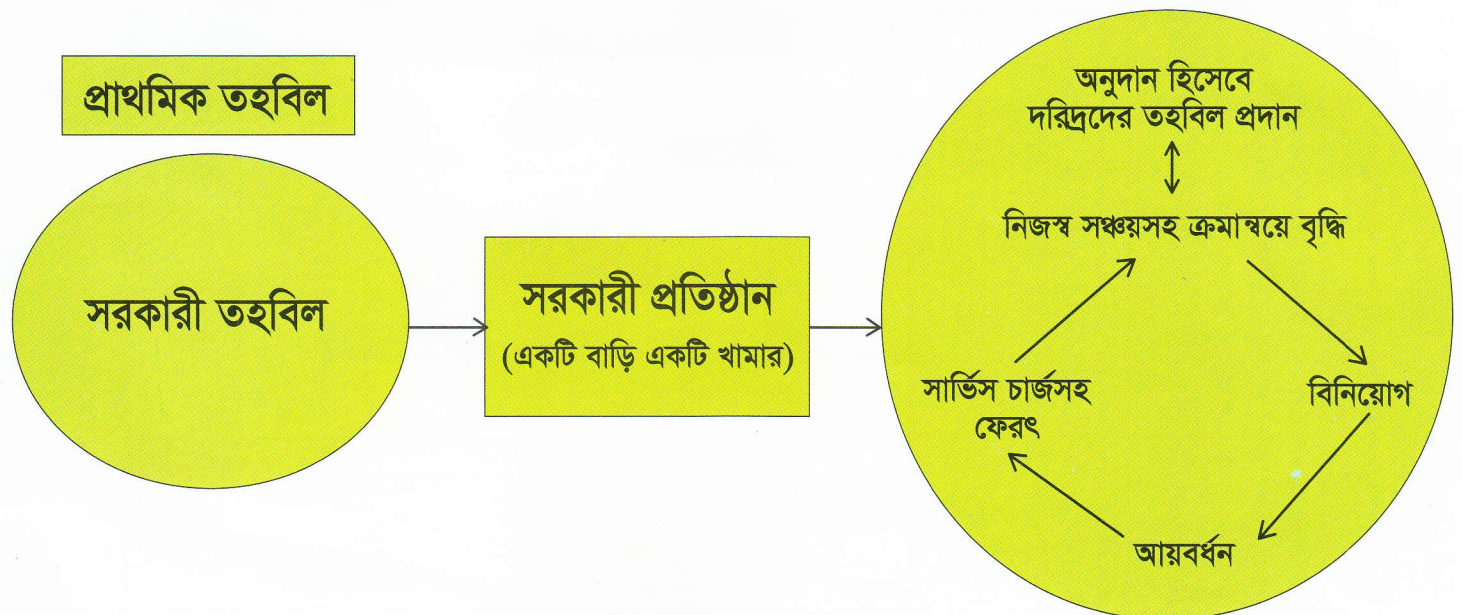 প্রাথমিক তহবিল
সরকারী তহবিল
সরকারী প্রতিষ্ঠান
(একটি বাড়ি একটি খামার)
অনুদান হিসেবে
দরিদ্রদের তহবিল প্রদান
নিজস্ব সঞ্চয়সহ ক্রমান্বয়ে বৃদ্ধি
বিনিয়োগ
আয়বর্ধন
সার্ভিস চার্জসহ
ফেরৎ